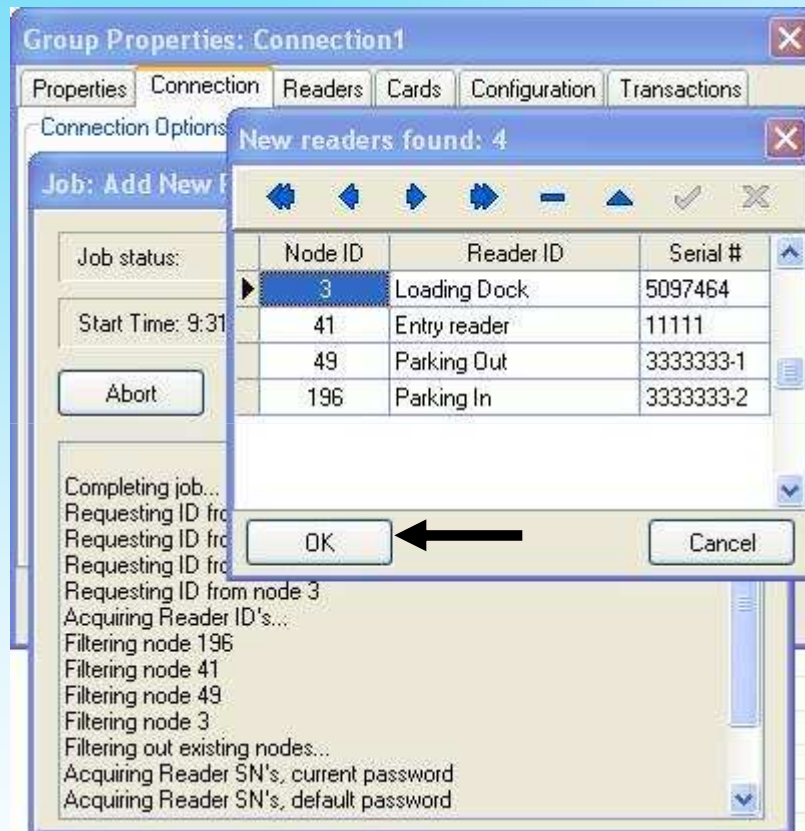 Group Properties: Connection1
Properties Connection Readers Cards Configuration Transactions
Connection Options
New readers found: 4
Job: Add New
Node ID Reader ID Serial #
3 Loading Dock 5097464
41 Entry reader 11111
49 Parking Out 3333333-1
196 Parking In 3333333-2
OK Cancel
Job status:
Start Time: 9:31
Abort
Completing job...
Requesting ID
Requesting ID
Requesting ID
Requesting ID from node 3
Acquiring Reader ID's...
Filtering node 196
Filtering node 41
Filtering node 49
Filtering node 3
Filtering out existing nodes...
Acquiring Reader SN's, current password
Acquiring Reader SN's, default password